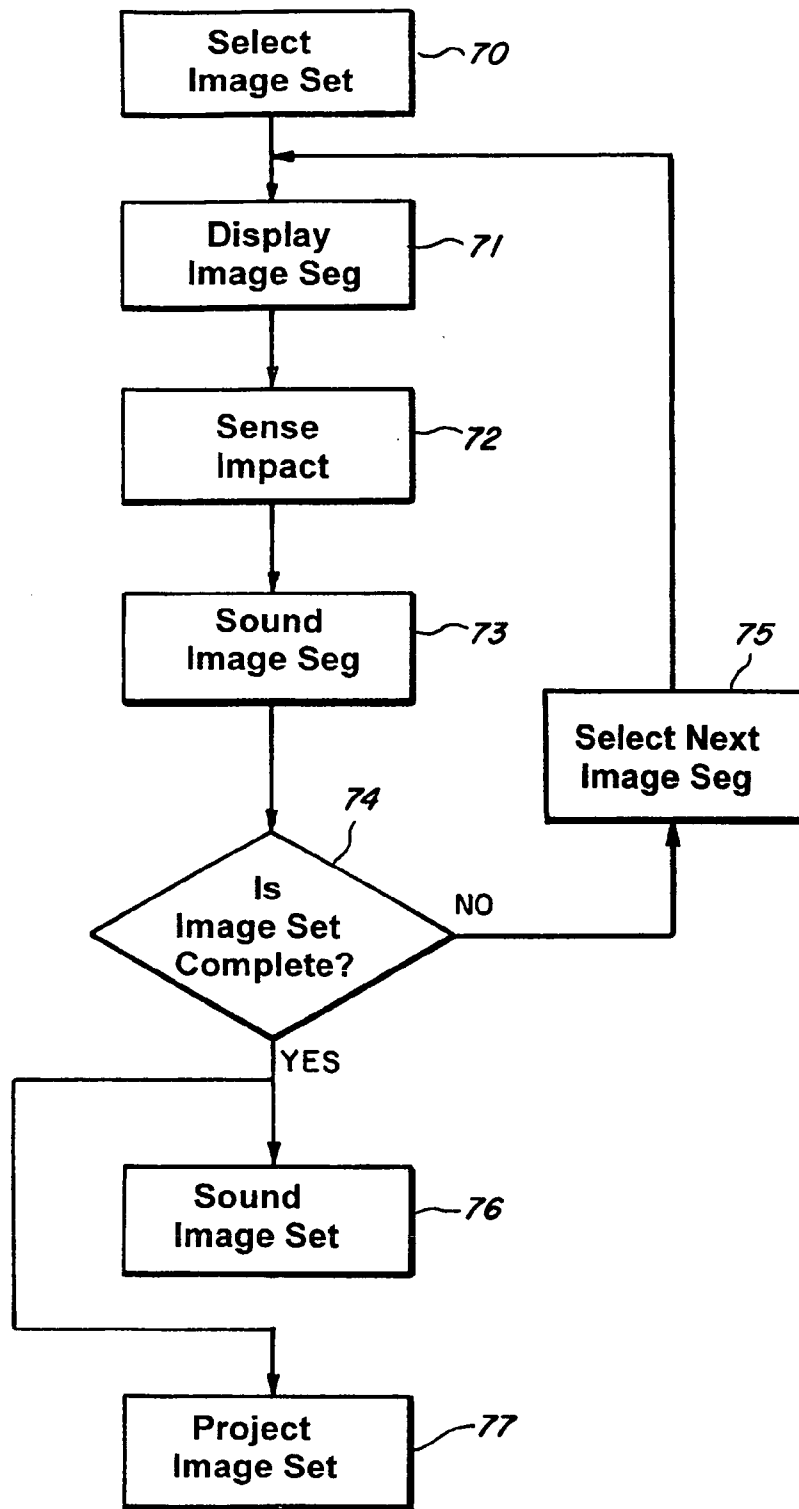 Select
Image Set
70
Display
Image Seg
71
Sense
Impact
72
Sound
Image Seg
73
75
Select Next
Image Seg
74
Is
Image Set
Complete?
NO
YES
Sound
Image Set
76
Project
Image Set
77